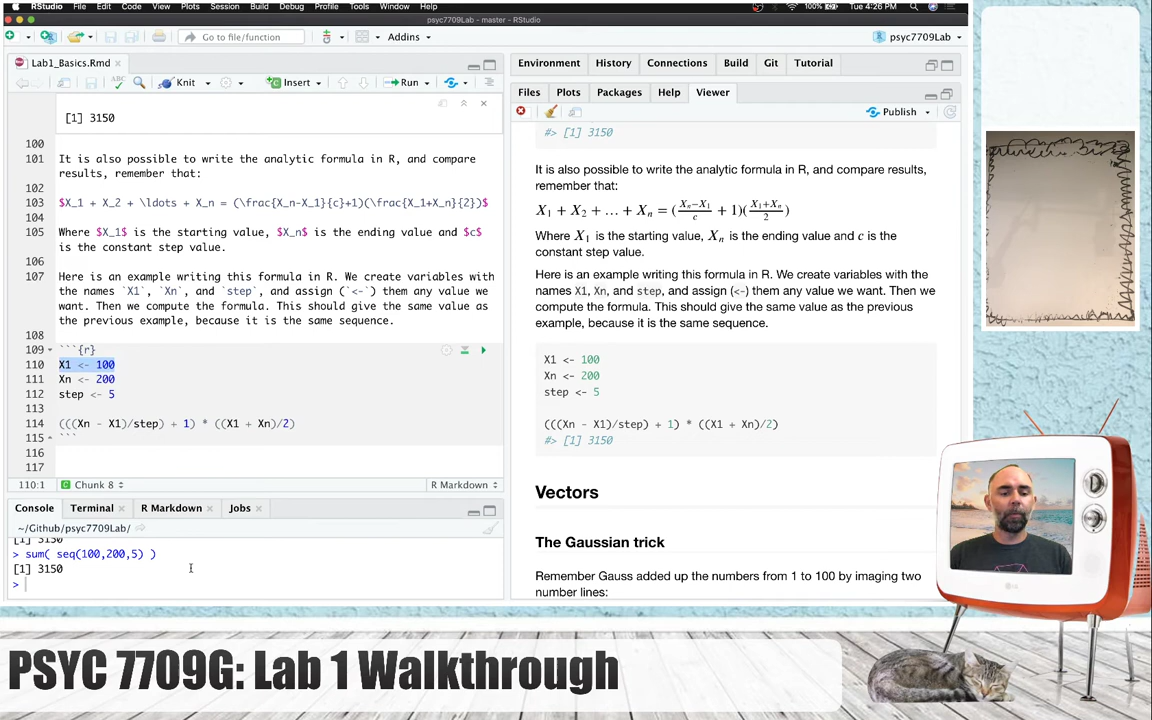 RStudio File Edit Code View Plots Session Build Debug Profile Tools Window Help 100% Tue 4:26 PM
psyc7709Lab - master - RStudio
Go to file/function Addins psyc7709Lab
Lab1_Basics.Rmd
ABC Knit Insert Run
[1] 3150
100
101 It is also possible to write the analytic formula in R, and compare
results, remember that:
102
103 $X_1 + X_2 + \ldots + X_n = (\frac{X_n-X_1}{c}+1)(\frac{X_1+X_n}{2})$
104
105 Where $X_1$ is the starting value, $X_n$ is the ending value and $c$
is the constant step value.
106
107 Here is an example writing this formula in R. We create variables with
the names `X1`, `Xn`, and `step`, and assign (`<-`) them any value we
want. Then we compute the formula. This should give the same value as
the previous example, because it is the same sequence.
108
109 ```{r}
110 X1 <- 100
111 Xn <- 200
112 step <- 5
113
114 (((Xn - X1)/step) + 1) * ((X1 + Xn)/2)
115 ```
116
117
110:1 Chunk 8 R Markdown
Console Terminal R Markdown Jobs
~/Github/psyc7709Lab/
[1] 3150
> sum( seq(100,200,5) )
[1] 3150
>
Environment History Connections Build Git Tutorial
Files Plots Packages Help Viewer
Publish
#> [1] 3150
It is also possible to write the analytic formula in R, and compare results,
remember that:
X1 + X2 + … + Xn = (Xn−X1/c + 1)(X1+Xn/2)
Where X1 is the starting value, Xn is the ending value and c is the
constant step value.
Here is an example writing this formula in R. We create variables with the
names X1, Xn, and step, and assign (<-) them any value we want. Then we
compute the formula. This should give the same value as the previous
example, because it is the same sequence.
X1 <- 100
Xn <- 200
step <- 5
(((Xn - X1)/step) + 1) * ((X1 + Xn)/2)
#> [1] 3150
Vectors
The Gaussian trick
Remember Gauss added up the numbers from 1 to 100 by imaging two
number lines:
LG
PSYC 7709G: Lab 1 Walkthrough